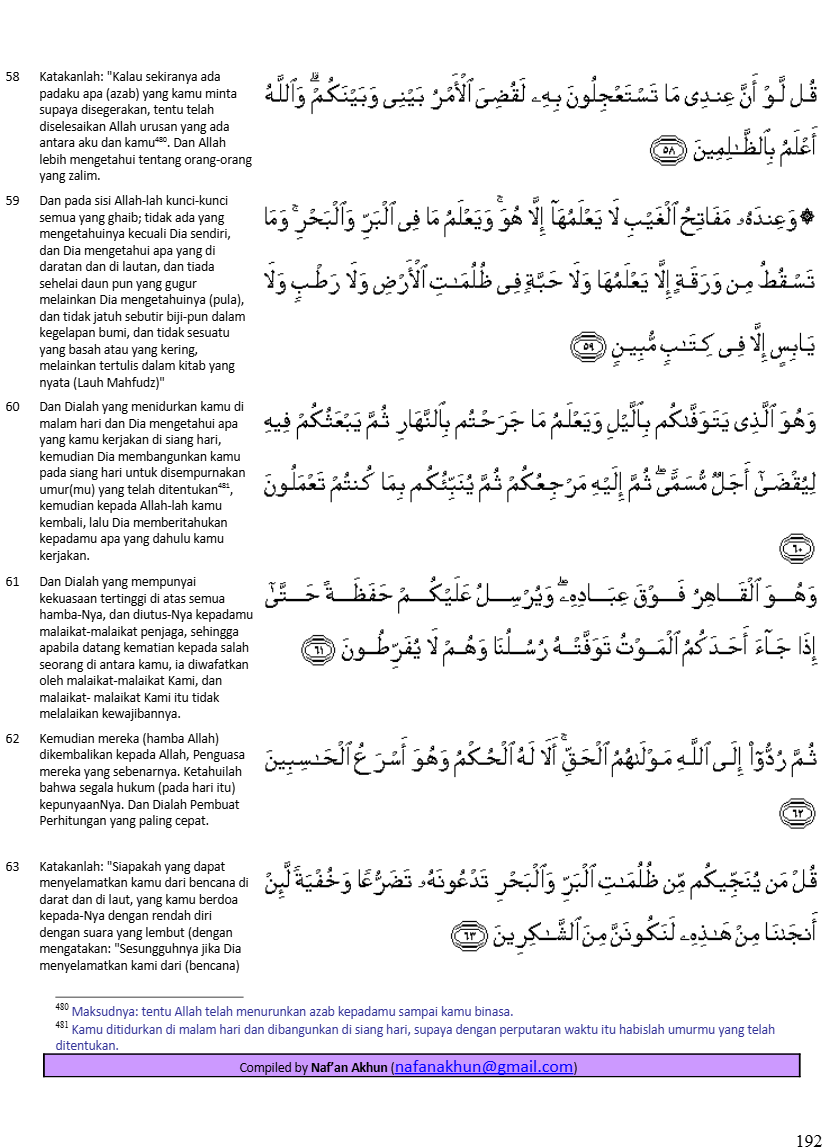 58 Katakanlah: "Kalau sekiranya ada
padaku apa (azab) yang kamu minta
supaya disegerakan, tentu telah
diselesaikan Allah urusan yang ada
antara aku dan kamu480. Dan Allah
lebih mengetahui tentang orang-orang
yang zalim.
قُل لَّوْ أَنَّ عِندِى مَا تَسْتَعْجِلُونَ بِهِۦ لَقُضِىَ ٱلْأَمْرُ بَيْنِى وَبَيْنَكُمْ ۗ وَٱللَّهُ
أَعْلَمُ بِٱلظَّٰلِمِينَ ﴿٥٨﴾
59 Dan pada sisi Allah-lah kunci-kunci
semua yang ghaib; tidak ada yang
mengetahuinya kecuali Dia sendiri,
dan Dia mengetahui apa yang di
daratan dan di lautan, dan tiada
sehelai daun pun yang gugur
melainkan Dia mengetahuinya (pula),
dan tidak jatuh sebutir biji-pun dalam
kegelapan bumi, dan tidak sesuatu
yang basah atau yang kering,
melainkan tertulis dalam kitab yang
nyata (Lauh Mahfudz)"
۞ وَعِندَهُۥ مَفَاتِحُ ٱلْغَيْبِ لَا يَعْلَمُهَآ إِلَّا هُوَ ۚ وَيَعْلَمُ مَا فِى ٱلْبَرِّ وَٱلْبَحْرِ ۚ وَمَا
تَسْقُطُ مِن وَرَقَةٍ إِلَّا يَعْلَمُهَا وَلَا حَبَّةٍ فِى ظُلُمَٰتِ ٱلْأَرْضِ وَلَا رَطْبٍ وَلَا
يَابِسٍ إِلَّا فِى كِتَٰبٍ مُّبِينٍ ﴿٥٩﴾
60 Dan Dialah yang menidurkan kamu di
malam hari dan Dia mengetahui apa
yang kamu kerjakan di siang hari,
kemudian Dia membangunkan kamu
pada siang hari untuk disempurnakan
umur(mu) yang telah ditentukan481,
kemudian kepada Allah-lah kamu
kembali, lalu Dia memberitahukan
kepadamu apa yang dahulu kamu
kerjakan.
وَهُوَ ٱلَّذِى يَتَوَفَّىٰكُم بِٱلَّيْلِ وَيَعْلَمُ مَا جَرَحْتُم بِٱلنَّهَارِ ثُمَّ يَبْعَثُكُمْ فِيهِ
لِيُقْضَىٰٓ أَجَلٌ مُّسَمًّى ۖ ثُمَّ إِلَيْهِ مَرْجِعُكُمْ ثُمَّ يُنَبِّئُكُم بِمَا كُنتُمْ تَعْمَلُونَ
﴿٦٠﴾
61 Dan Dialah yang mempunyai
kekuasaan tertinggi di atas semua
hamba-Nya, dan diutus-Nya kepadamu
malaikat-malaikat penjaga, sehingga
apabila datang kematian kepada salah
seorang di antara kamu, ia diwafatkan
oleh malaikat-malaikat Kami, dan
malaikat- malaikat Kami itu tidak
melalaikan kewajibannya.
وَهُوَ ٱلْقَاهِرُ فَوْقَ عِبَادِهِۦ ۖ وَيُرْسِلُ عَلَيْكُمْ حَفَظَةً حَتَّىٰٓ
إِذَا جَآءَ أَحَدَكُمُ ٱلْمَوْتُ تَوَفَّتْهُ رُسُلُنَا وَهُمْ لَا يُفَرِّطُونَ ﴿٦١﴾
62 Kemudian mereka (hamba Allah)
dikembalikan kepada Allah, Penguasa
mereka yang sebenarnya. Ketahuilah
bahwa segala hukum (pada hari itu)
kepunyaanNya. Dan Dialah Pembuat
Perhitungan yang paling cepat.
ثُمَّ رُدُّوٓا۟ إِلَى ٱللَّهِ مَوْلَىٰهُمُ ٱلْحَقِّ ۚ أَلَا لَهُ ٱلْحُكْمُ وَهُوَ أَسْرَعُ ٱلْحَٰسِبِينَ
﴿٦٢﴾
63 Katakanlah: "Siapakah yang dapat
menyelamatkan kamu dari bencana di
darat dan di laut, yang kamu berdoa
kepada-Nya dengan rendah diri
dengan suara yang lembut (dengan
mengatakan: "Sesungguhnya jika Dia
menyelamatkan kami dari (bencana)
قُلْ مَن يُنَجِّيكُم مِّن ظُلُمَٰتِ ٱلْبَرِّ وَٱلْبَحْرِ تَدْعُونَهُۥ تَضَرُّعًا وَخُفْيَةً لَّئِنْ
أَنجَىٰنَا مِنْ هَٰذِهِۦ لَنَكُونَنَّ مِنَ ٱلشَّٰكِرِينَ ﴿٦٣﴾
480 Maksudnya: tentu Allah telah menurunkan azab kepadamu sampai kamu binasa.
481 Kamu ditidurkan di malam hari dan dibangunkan di siang hari, supaya dengan perputaran waktu itu habislah umurmu yang telah
ditentukan.
Compiled by Naf'an Akhun (nafanakhun@gmail.com)
192